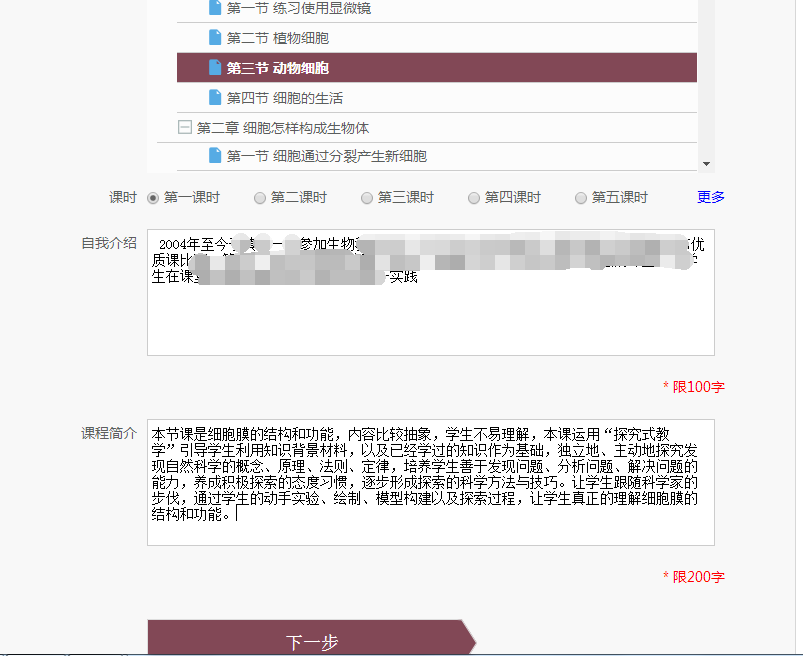 第一节 练习使用显微镜
第二节 植物细胞
第三节 动物细胞
第四节 细胞的生活
第二章 细胞怎样构成生物体
第一节 细胞通过分裂产生新细胞
课时 第一课时 第二课时 第三课时 第四课时 第五课时 更多
自我介绍 2004年至今 参加生物 优
质课比
生在课 实践
* 限100字
课程简介 本节课是细胞膜的结构和功能，内容比较抽象，学生不易理解，本课运用“探究式教
学”引导学生利用知识背景材料，以及已经学过的知识作为基础，独立地、主动地探究发
现自然科学的概念、原理、法则、定律，培养学生善于发现问题、分析问题、解决问题的
能力，养成积极探索的态度习惯，逐步形成探索的科学方法与技巧。让学生跟随科学家的
步伐，通过学生的动手实验、绘制、模型构建以及探索过程，让学生真正的理解细胞膜的
结构和功能。
* 限200字
下一步